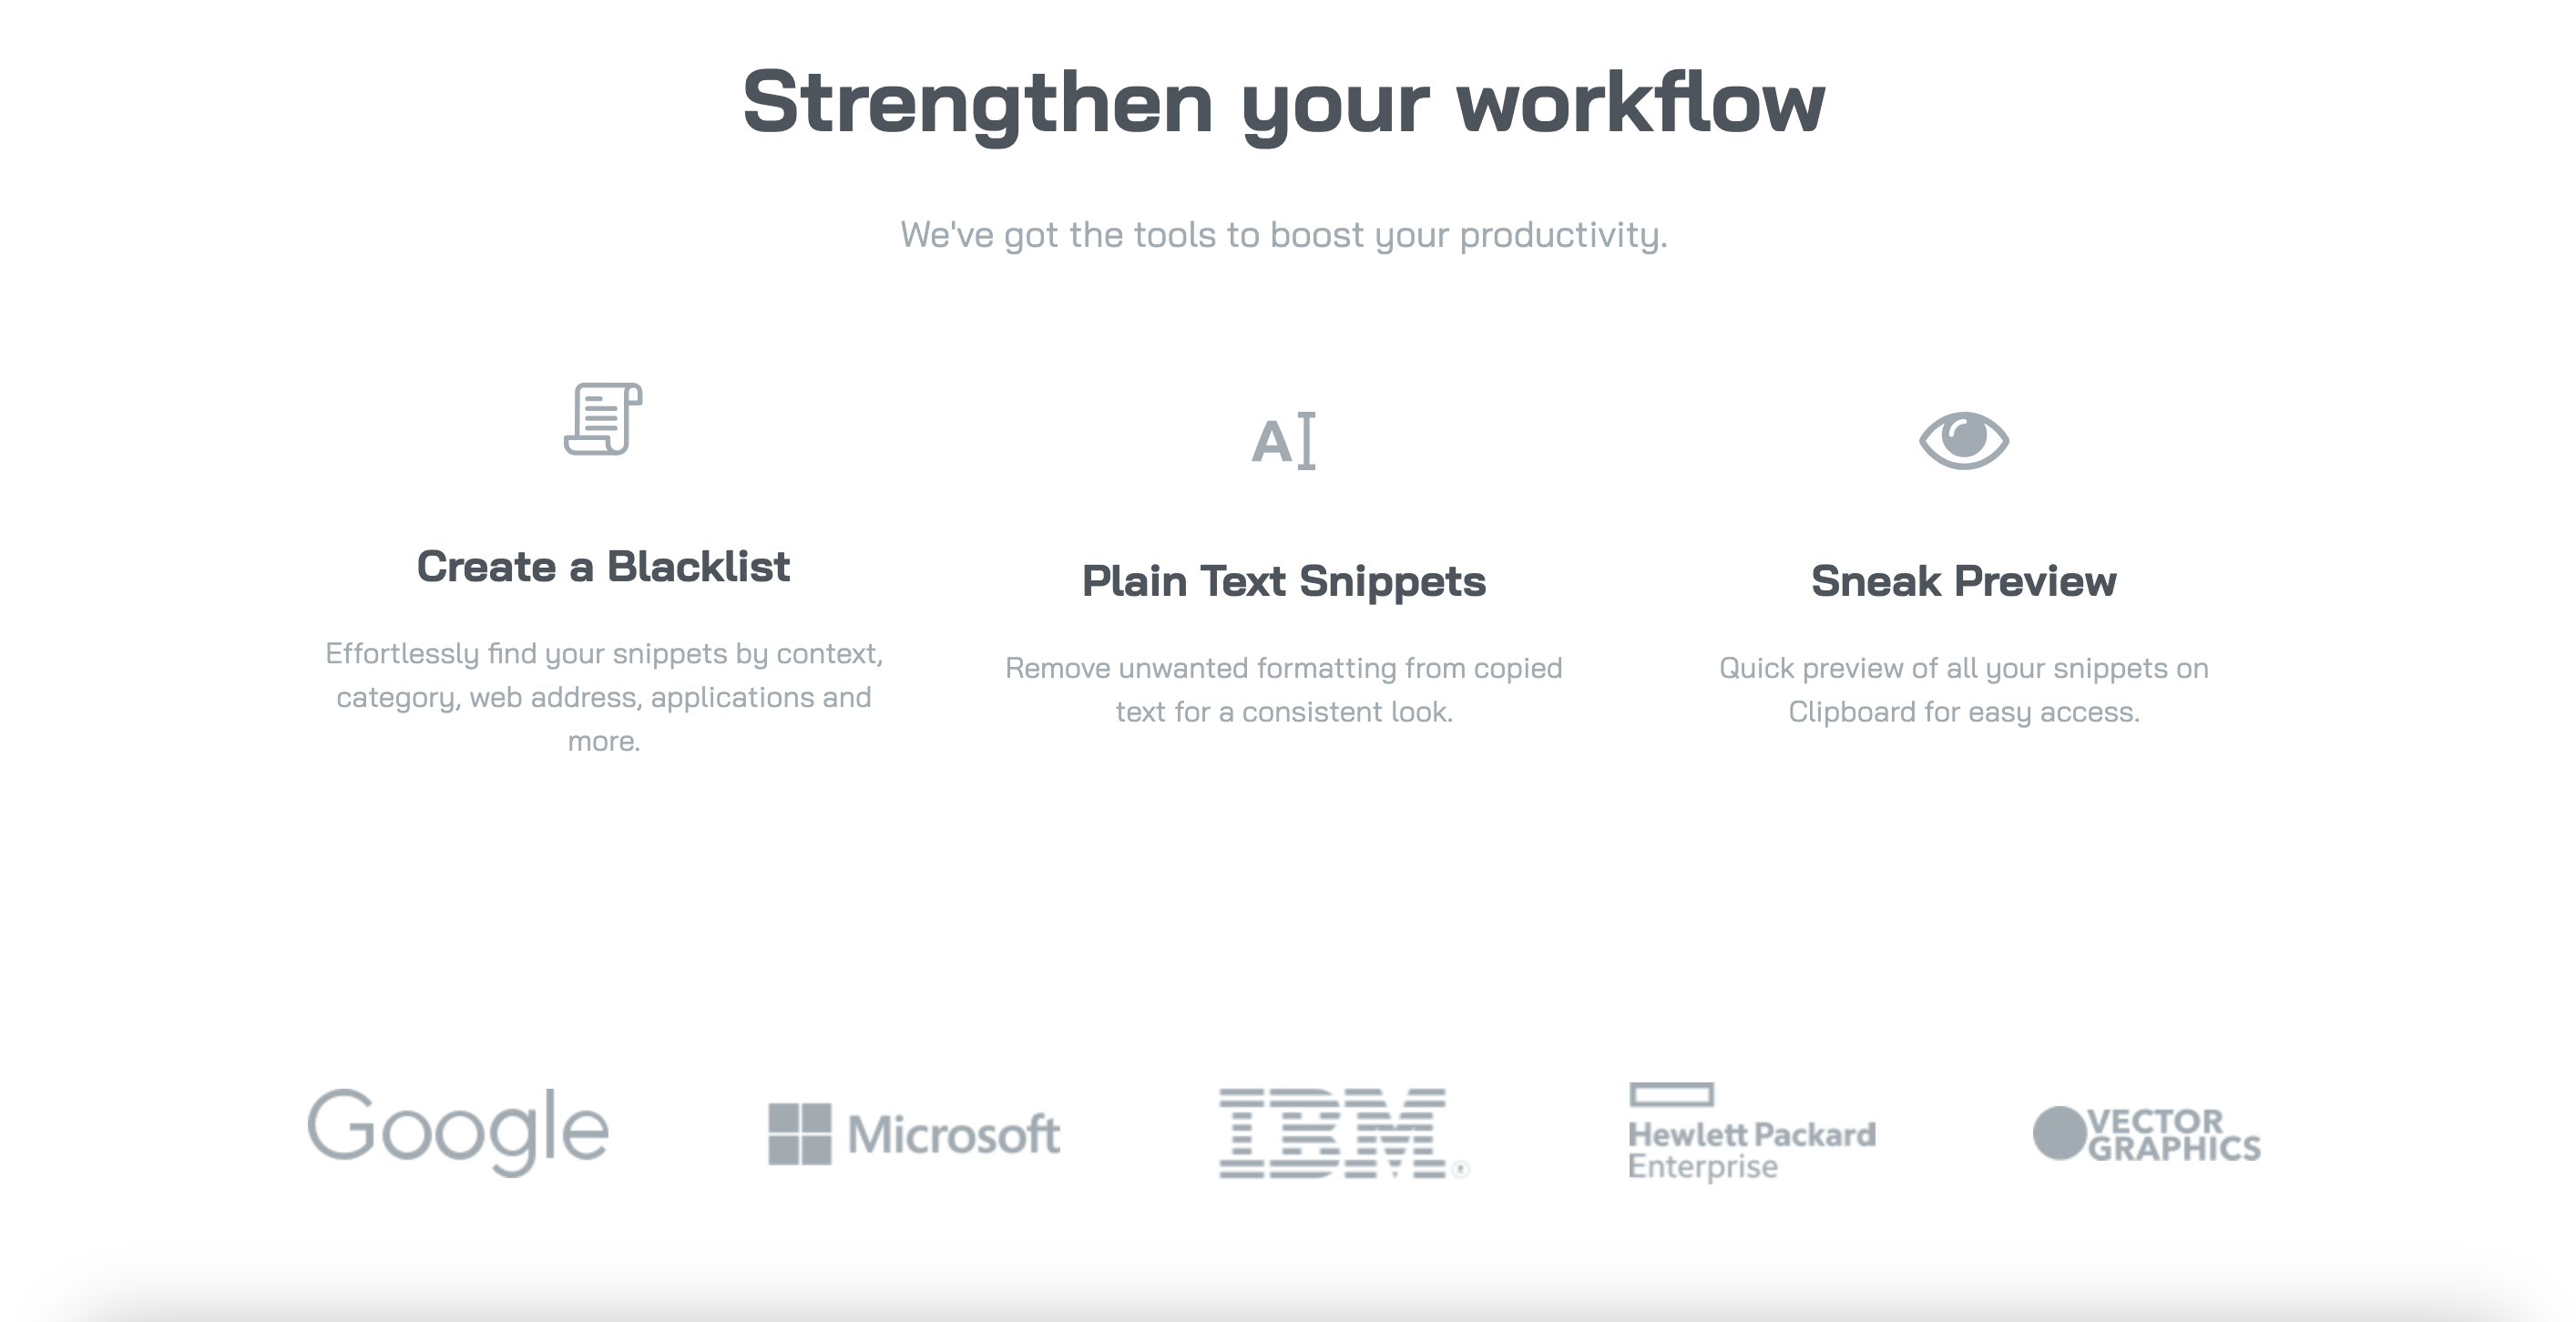 Strengthen your workflow
We've got the tools to boost your productivity.
Create a Blacklist
Effortlessly find your snippets by context,
category, web address, applications and
more.
AI
Plain Text Snippets
Remove unwanted formatting from copied
text for a consistent look.
Sneak Preview
Quick preview of all your snippets on
Clipboard for easy access.
Google
Microsoft
IBM®
Hewlett Packard
Enterprise
VECTOR
GRAPHICS